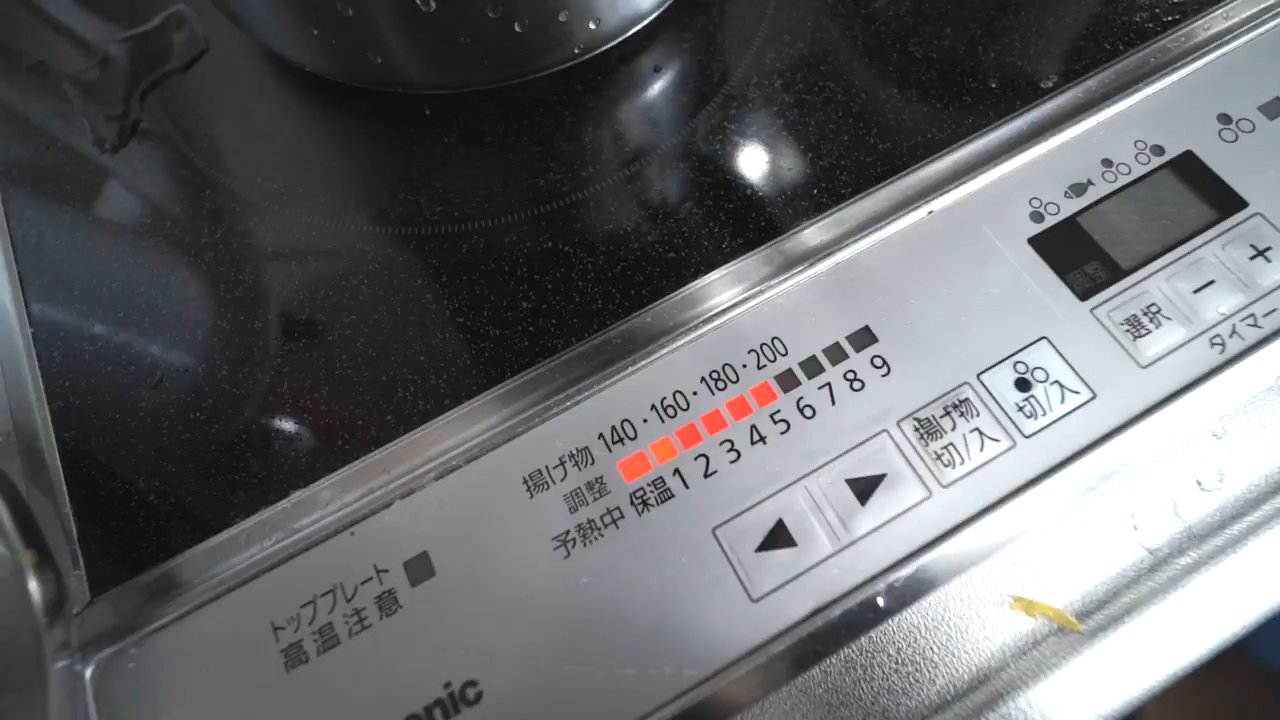 揚げ物 140・160・180・200
調整
予熱中 保温 1 2 3 4 5 6 7 8 9
揚げ物
切/入
切/入
選択
－
＋
タイマー
トッププレート
高温注意
onic